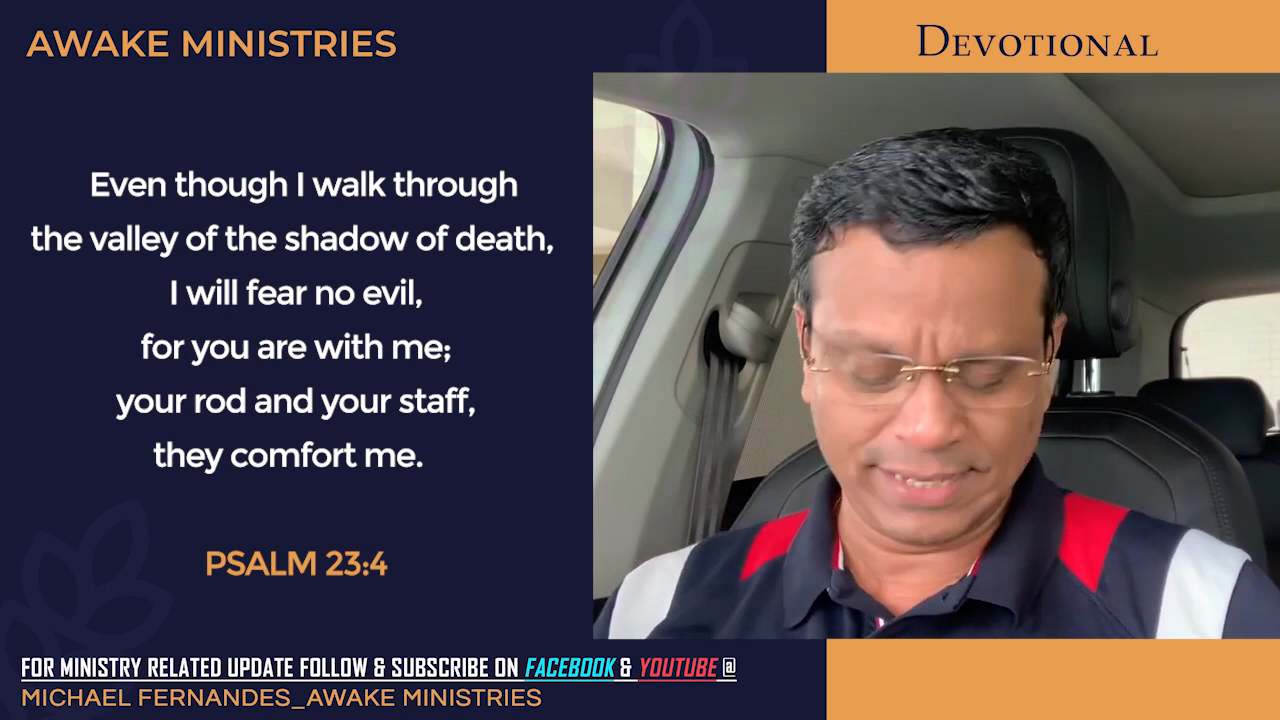 AWAKE MINISTRIES
DEVOTIONAL
Even though I walk through
the valley of the shadow of death,
I will fear no evil,
for you are with me;
your rod and your staff,
they comfort me.
PSALM 23:4
FOR MINISTRY RELATED UPDATE FOLLOW & SUBSCRIBE ON FACEBOOK & YOUTUBE @
MICHAEL FERNANDES_AWAKE MINISTRIES